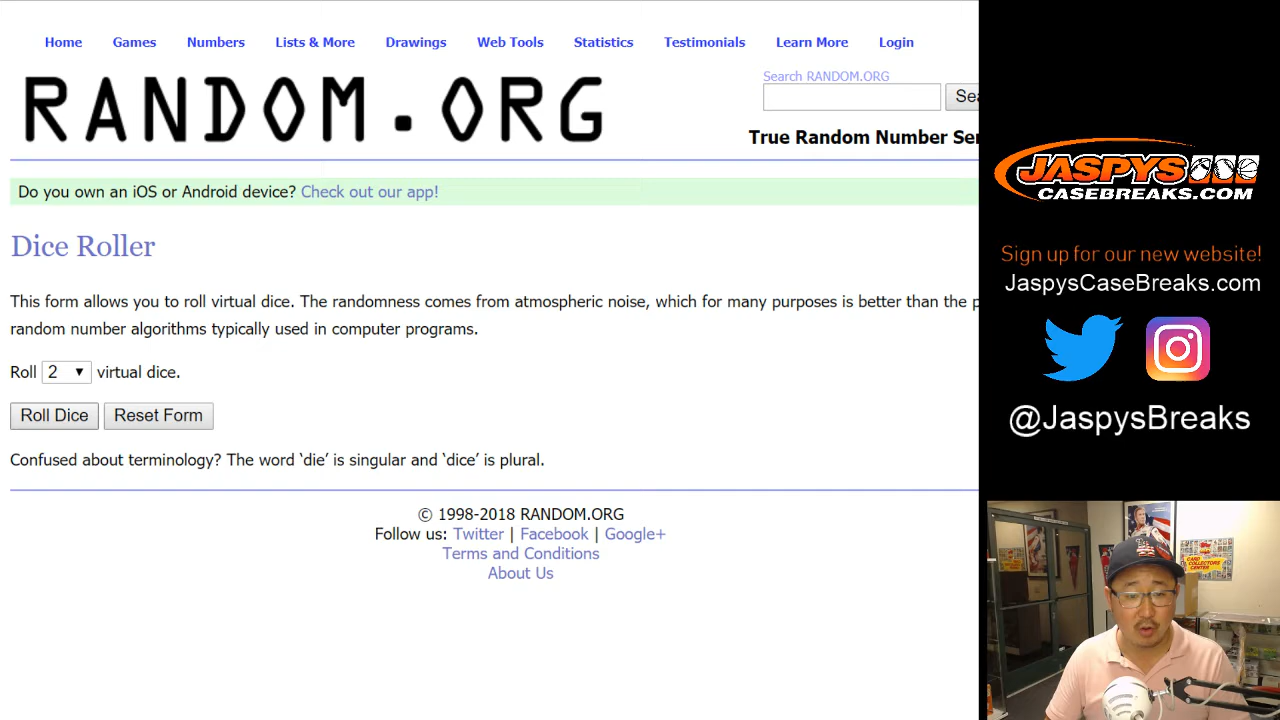 Home Games Numbers Lists & More Drawings Web Tools Statistics Testimonials Learn More Login
RANDOM.ORG
Search RANDOM.ORG
Sea
True Random Number Ser
Do you own an iOS or Android device? Check out our app!
Dice Roller
This form allows you to roll virtual dice. The randomness comes from atmospheric noise, which for many purposes is better than the p
random number algorithms typically used in computer programs.
Roll 2 ▼ virtual dice.
Roll Dice Reset Form
Confused about terminology? The word ‘die’ is singular and ‘dice’ is plural.
© 1998-2018 RANDOM.ORG
Follow us: Twitter | Facebook | Google+
Terms and Conditions
About Us
JASPYS
CASEBREAKS.COM
Sign up for our new website!
JaspysCaseBreaks.com
@JaspysBreaks
CARD
COLLECTORS
CENTER